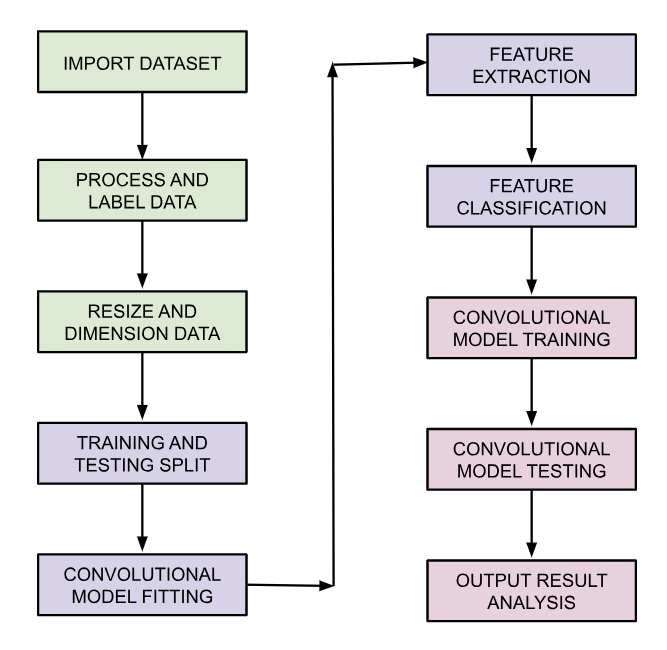 IMPORT DATASET
PROCESS AND
LABEL DATA
RESIZE AND
DIMENSION DATA
TRAINING AND
TESTING SPLIT
CONVOLUTIONAL
MODEL FITTING
FEATURE
EXTRACTION
FEATURE
CLASSIFICATION
CONVOLUTIONAL
MODEL TRAINING
CONVOLUTIONAL
MODEL TESTING
OUTPUT RESULT
ANALYSIS